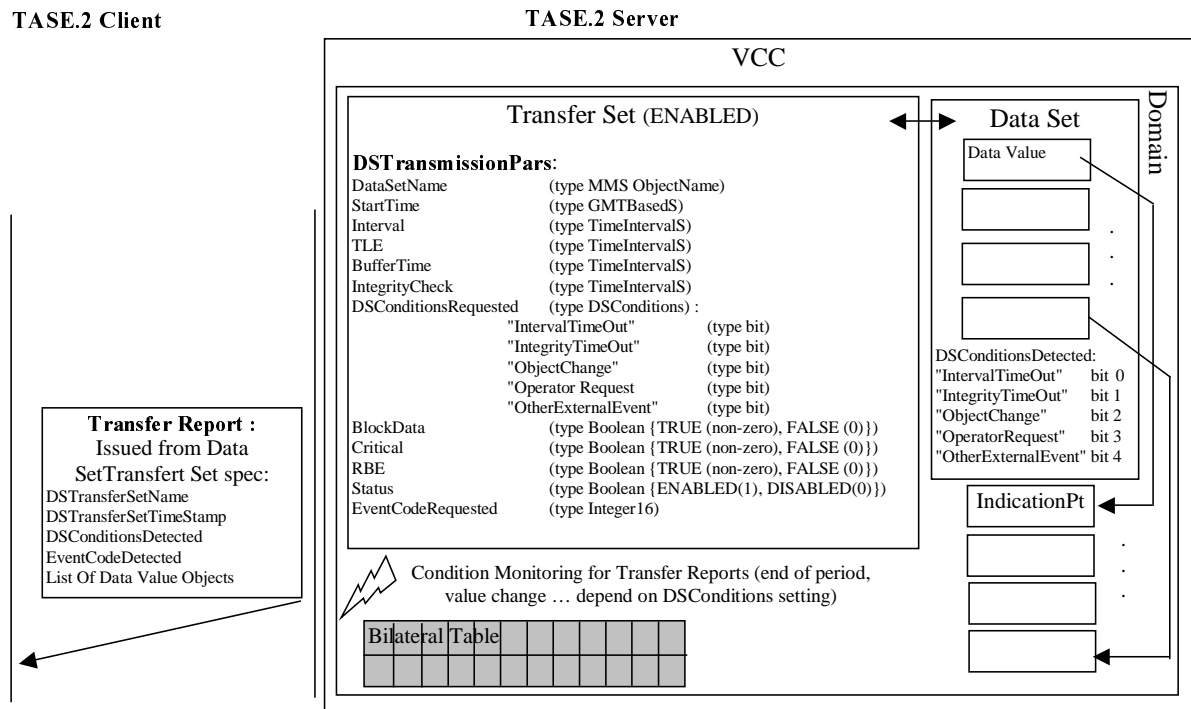 TASE.2 Client
TASE.2 Server
VCC
Domain
Transfer Set (ENABLED)
DSTransmissionPars:
DataSetName (type MMS ObjectName)
StartTime (type GMTBasedS)
Interval (type TimeIntervalS)
TLE (type TimeIntervalS)
BufferTime (type TimeIntervalS)
IntegrityCheck (type TimeIntervalS)
DSConditionsRequested (type DSConditions) :
"IntervalTimeOut" (type bit)
"IntegrityTimeOut" (type bit)
"ObjectChange" (type bit)
"Operator Request (type bit)
"OtherExternalEvent" (type bit)
BlockData (type Boolean {TRUE (non-zero), FALSE (0)})
Critical (type Boolean {TRUE (non-zero), FALSE (0)})
RBE (type Boolean {TRUE (non-zero), FALSE (0)})
Status (type Boolean {ENABLED(1), DISABLED(0)})
EventCodeRequested (type Integer16)
Data Set
Data Value
.
.
.
DSConditionsDetected:
"IntervalTimeOut" bit 0
"IntegrityTimeOut" bit 1
"ObjectChange" bit 2
"OperatorRequest" bit 3
"OtherExternalEvent" bit 4
IndicationPt
.
.
.
Transfer Report :
Issued from Data
SetTransfert Set spec:
DSTransferSetName
DSTransferSetTimeStamp
DSConditionsDetected
EventCodeDetected
List Of Data Value Objects
Condition Monitoring for Transfer Reports (end of period,
value change … depend on DSConditions setting)
Bilateral Table